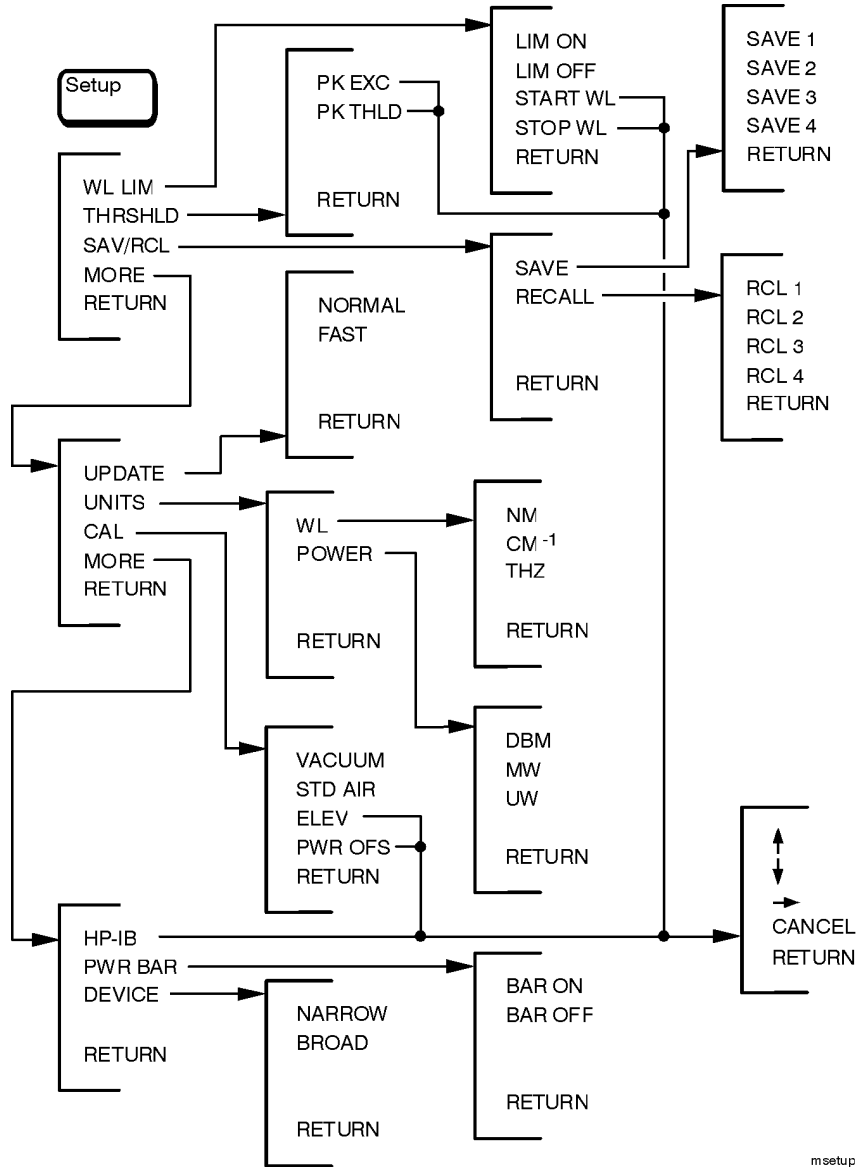 Setup
WL LIM
THRSHLD
SAV/RCL
MORE
RETURN
PK EXC
PK THLD
RETURN
LIM ON
LIM OFF
START WL
STOP WL
RETURN
SAVE 1
SAVE 2
SAVE 3
SAVE 4
RETURN
SAVE
RECALL
RETURN
RCL 1
RCL 2
RCL 3
RCL 4
RETURN
NORMAL
FAST
RETURN
UPDATE
UNITS
CAL
MORE
RETURN
WL
POWER
RETURN
NM
CM-1
THZ
RETURN
DBM
MW
UW
RETURN
VACUUM
STD AIR
ELEV
PWR OFS
RETURN
HP-IB
PWR BAR
DEVICE
RETURN
NARROW
BROAD
RETURN
BAR ON
BAR OFF
RETURN
CANCEL
RETURN
msetup